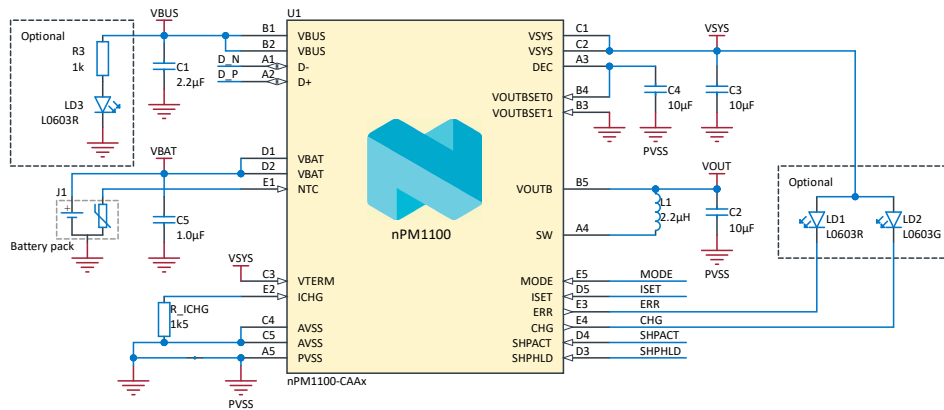 Optional
R3
1k
LD3
L0603R
VBUS
C1
2.2µF
D_N
D_P
B1
B2
A1
A2
VBAT
J1
+
Battery pack
C5
1.0µF
D1
D2
E1
VSYS
C3
E2
R_ICHG
1k5
C4
C5
A5
PVSS
U1
VBUS
VBUS
D-
D+
VBAT
VBAT
NTC
VTERM
ICHG
AVSS
AVSS
PVSS
nPM1100
VSYS
VSYS
DEC
VOUTBSET0
VOUTBSET1
VOUTB
SW
MODE
ISET
ERR
CHG
SHPACT
SHPHLD
nPM1100-CAAx
C1
C2
A3
B4
B3
C4
10µF
PVSS
VSYS
C3
10µF
B5
A4
L1
2.2µH
VOUT
C2
10µF
PVSS
Optional
LD1
L0603R
LD2
L0603G
E5
MODE
D5
ISET
E3
ERR
E4
CHG
D4
SHPACT
D3
SHPHLD